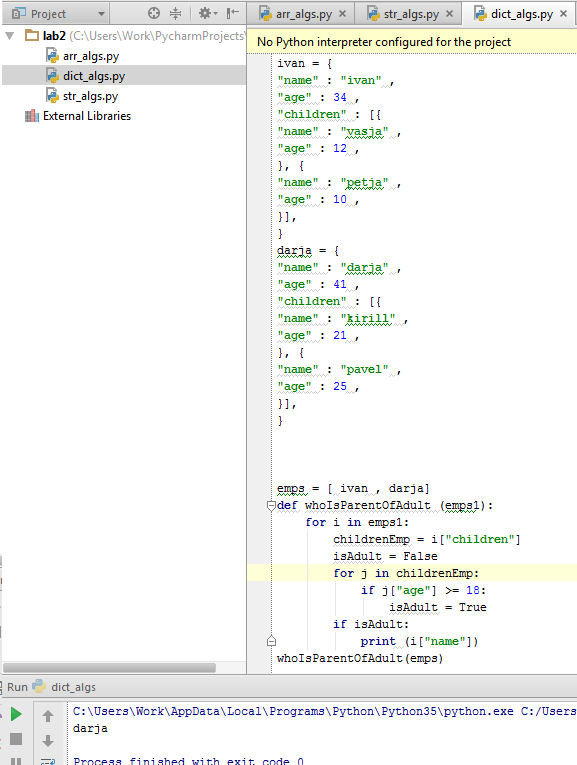 Project
arr_algs.py
str_algs.py
dict_algs.py
lab2 (C:\Users\Work\PycharmProjects\
arr_algs.py
dict_algs.py
str_algs.py
External Libraries
No Python interpreter configured for the project
ivan = {
"name" : "ivan" ,
"age" : 34 ,
"children" : [{
"name" : "vasja" ,
"age" : 12 ,
}, {
"name" : "petja" ,
"age" : 10 ,
}],
}
darja = {
"name" : "darja" ,
"age" : 41 ,
"children" : [{
"name" : "kirill" ,
"age" : 21 ,
}, {
"name" : "pavel" ,
"age" : 25 ,
}],
}
emps = [ ivan , darja]
def whoIsParentOfAdult (emps1):
    for i in emps1:
        childrenEmp = i["children"]
        isAdult = False
        for j in childrenEmp:
            if j["age"] >= 18:
                isAdult = True
        if isAdult:
            print (i["name"])
whoIsParentOfAdult(emps)
Run dict_algs
C:\Users\Work\AppData\Local\Programs\Python\Python35\python.exe C:/Users
darja
Process finished with exit code 0